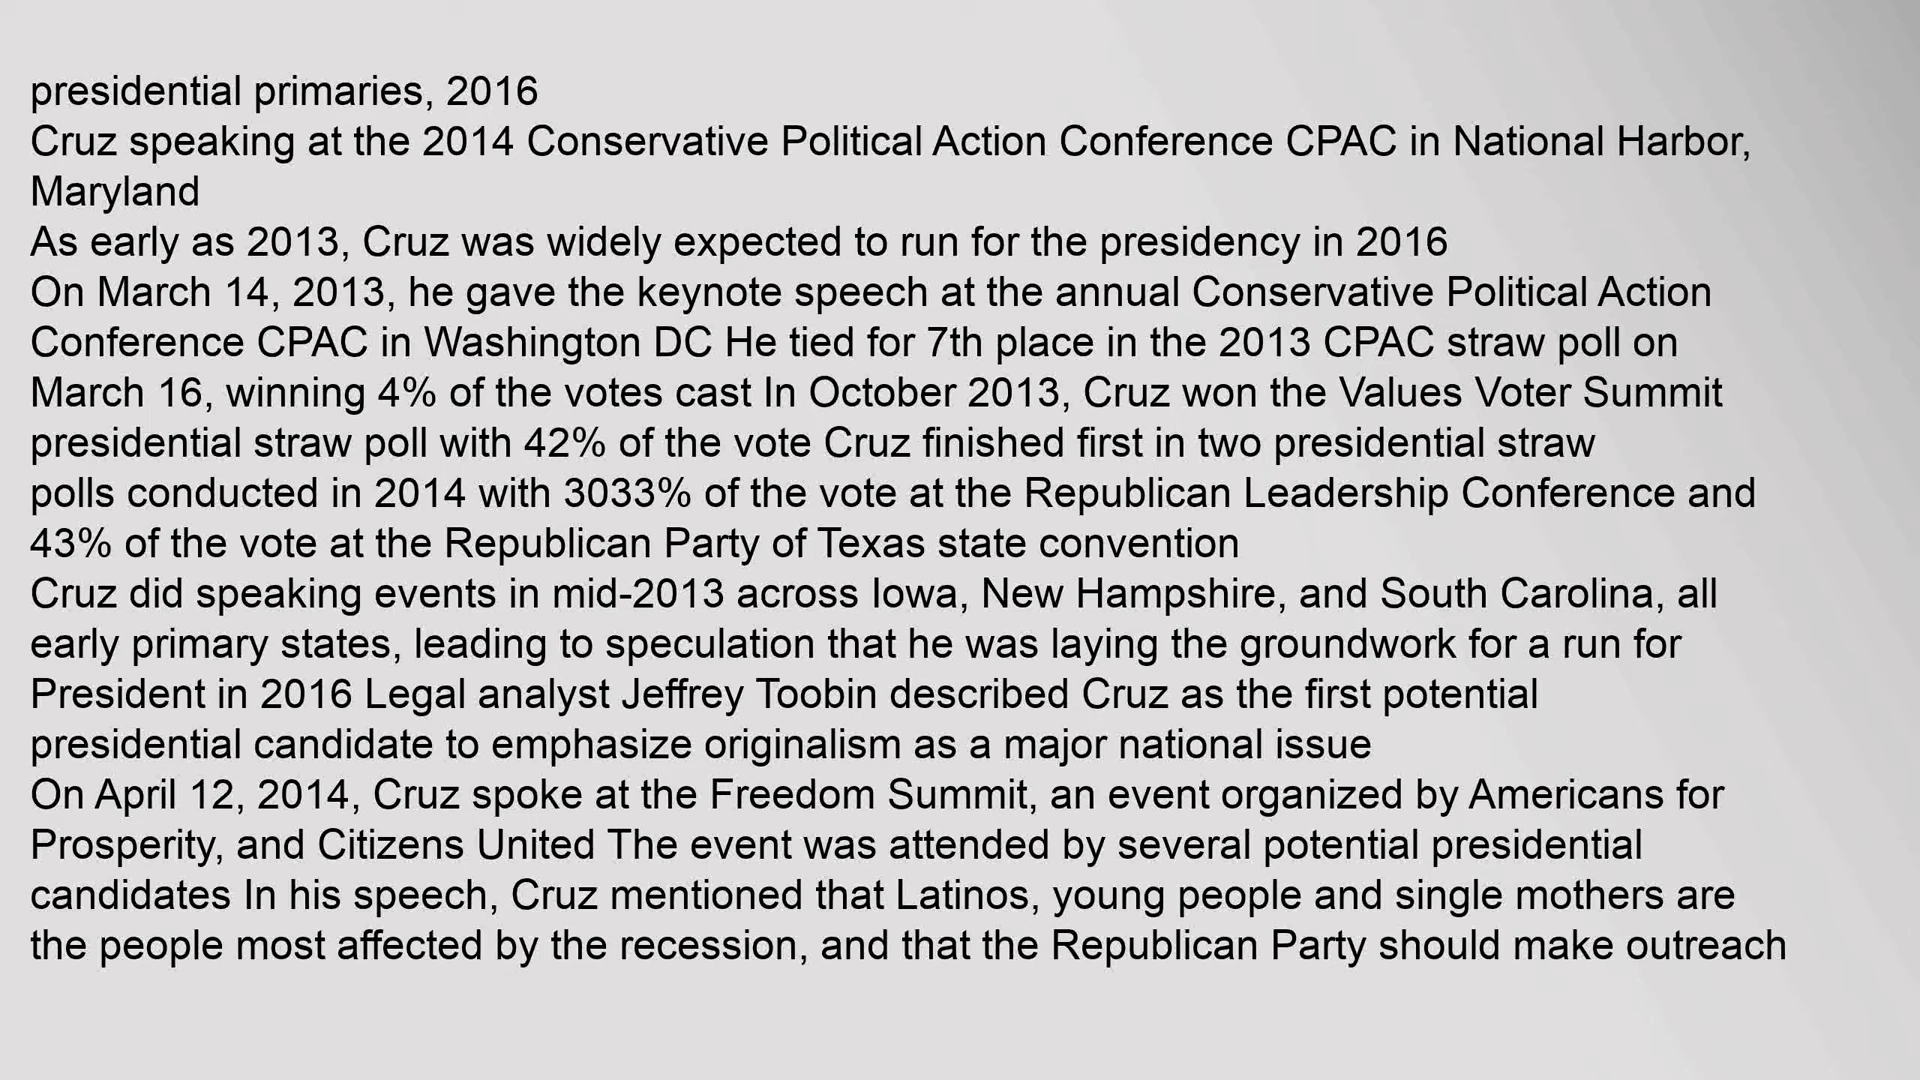 presidential primaries, 2016
Cruz speaking at the 2014 Conservative Political Action Conference CPAC in National Harbor,
Maryland
As early as 2013, Cruz was widely expected to run for the presidency in 2016
On March 14, 2013, he gave the keynote speech at the annual Conservative Political Action
Conference CPAC in Washington DC He tied for 7th place in the 2013 CPAC straw poll on
March 16, winning 4% of the votes cast In October 2013, Cruz won the Values Voter Summit
presidential straw poll with 42% of the vote Cruz finished first in two presidential straw
polls conducted in 2014 with 3033% of the vote at the Republican Leadership Conference and
43% of the vote at the Republican Party of Texas state convention
Cruz did speaking events in mid-2013 across Iowa, New Hampshire, and South Carolina, all
early primary states, leading to speculation that he was laying the groundwork for a run for
President in 2016 Legal analyst Jeffrey Toobin described Cruz as the first potential
presidential candidate to emphasize originalism as a major national issue
On April 12, 2014, Cruz spoke at the Freedom Summit, an event organized by Americans for
Prosperity, and Citizens United The event was attended by several potential presidential
candidates In his speech, Cruz mentioned that Latinos, young people and single mothers are
the people most affected by the recession, and that the Republican Party should make outreach